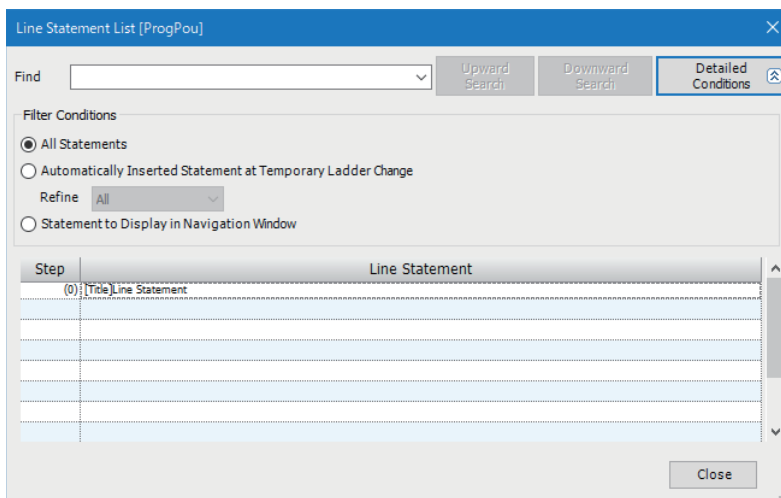 Line Statement List [ProgPou]
Find
Upward Search
Downward Search
Detailed Conditions
Filter Conditions
All Statements
Automatically Inserted Statement at Temporary Ladder Change
Refine All
Statement to Display in Navigation Window
Step Line Statement
(0) [Title]Line Statement
Close